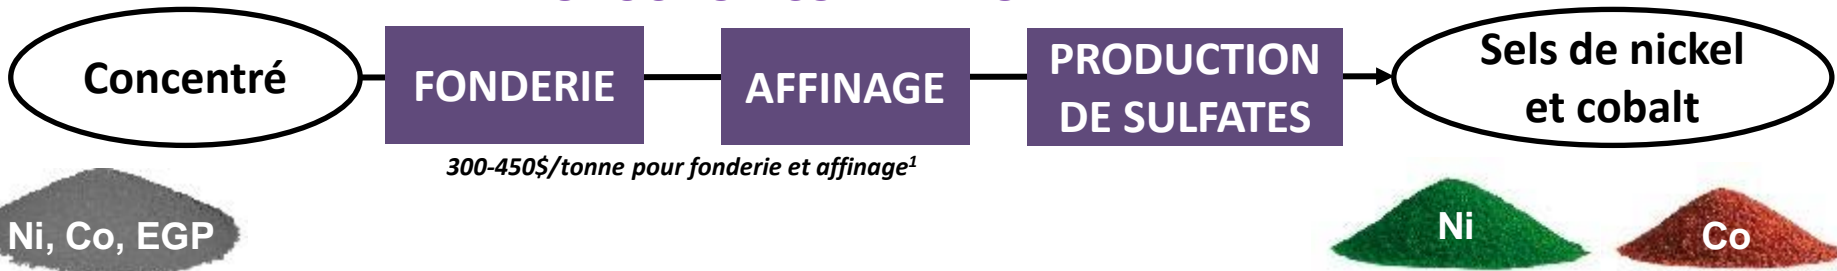 Concentré
FONDERIE
AFFINAGE
PRODUCTION
DE SULFATES
Sels de nickel
et cobalt
300-450$/tonne pour fonderie et affinage¹
Ni, Co, EGP
Ni
Co